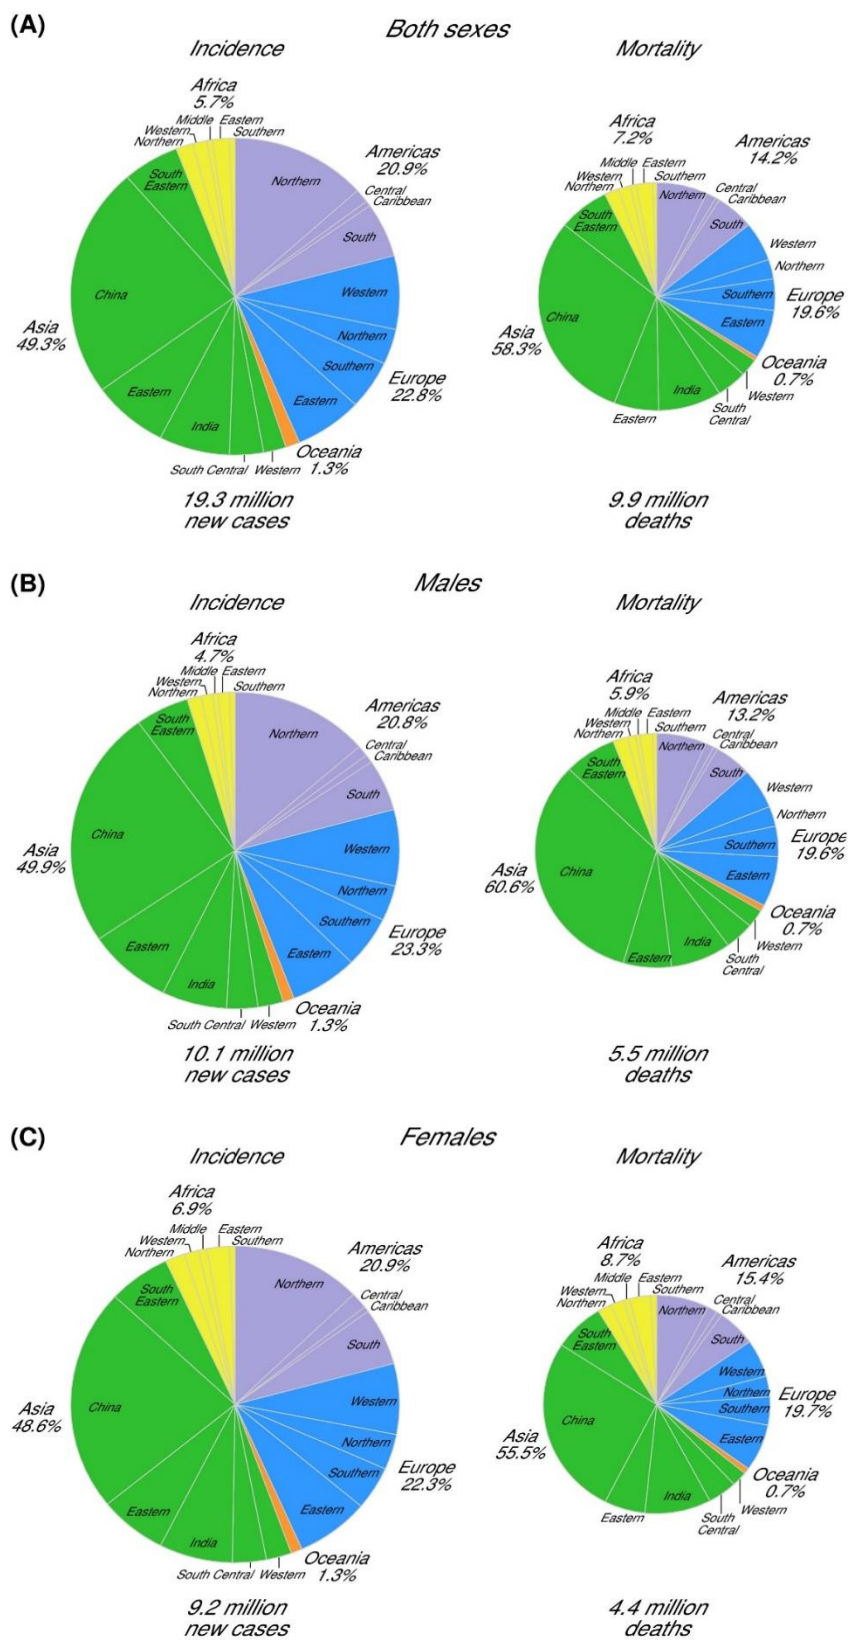 (A)
Both sexes
Incidence
Mortality
Africa
5.7%
Middle
Eastern
Western
Southern
Northern
Americas
20.9%
South
Eastern
Northern
Central
Caribbean
South
China
Western
Asia
49.3%
Northern
Southern
Europe
22.8%
Eastern
Eastern
India
Oceania
1.3%
South Central
Western
19.3 million
new cases
Africa
7.2%
Americas
14.2%
Middle
Eastern
Western
Southern
Northern
Northern
Central
Caribbean
South
Eastern
South
Western
Northern
China
Southern
Europe
19.6%
Asia
58.3%
Eastern
Oceania
0.7%
India
Western
Eastern
South
Central
9.9 million
deaths
(B)
Males
Incidence
Mortality
Africa
4.7%
Middle
Eastern
Western
Southern
Northern
Americas
20.8%
South
Eastern
Northern
Central
Caribbean
South
China
Western
Asia
49.9%
Northern
Southern
Europe
23.3%
Eastern
Eastern
India
Oceania
1.3%
South Central
Western
10.1 million
new cases
Africa
5.9%
Americas
13.2%
Middle
Eastern
Western
Southern
Northern
Northern
Central
Caribbean
South
Eastern
South
Western
Northern
Southern
Europe
19.6%
China
Asia
60.6%
Eastern
Oceania
0.7%
India
Western
Eastern
South
Central
5.5 million
deaths
(C)
Females
Incidence
Mortality
Africa
6.9%
Middle
Eastern
Western
Southern
Northern
Americas
20.9%
South
Eastern
Northern
Central
Caribbean
South
China
Western
Asia
48.6%
Northern
Southern
Europe
22.3%
Eastern
Eastern
India
Oceania
1.3%
South Central
Western
9.2 million
new cases
Africa
8.7%
Americas
15.4%
Middle
Eastern
Western
Southern
Northern
Northern
Central
Caribbean
South
Eastern
South
Western
Northern
Southern
Europe
19.7%
China
Asia
55.5%
Eastern
Oceania
0.7%
India
Western
Eastern
South
Central
4.4 million
deaths